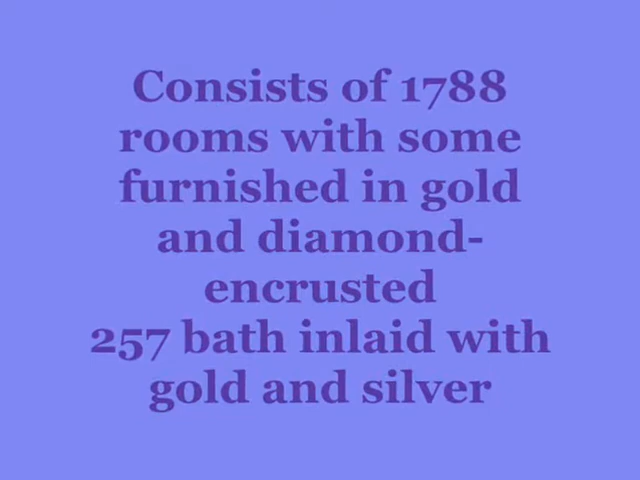 Consists of 1788
rooms with some
furnished in gold
and diamond-
encrusted
257 bath inlaid with
gold and silver